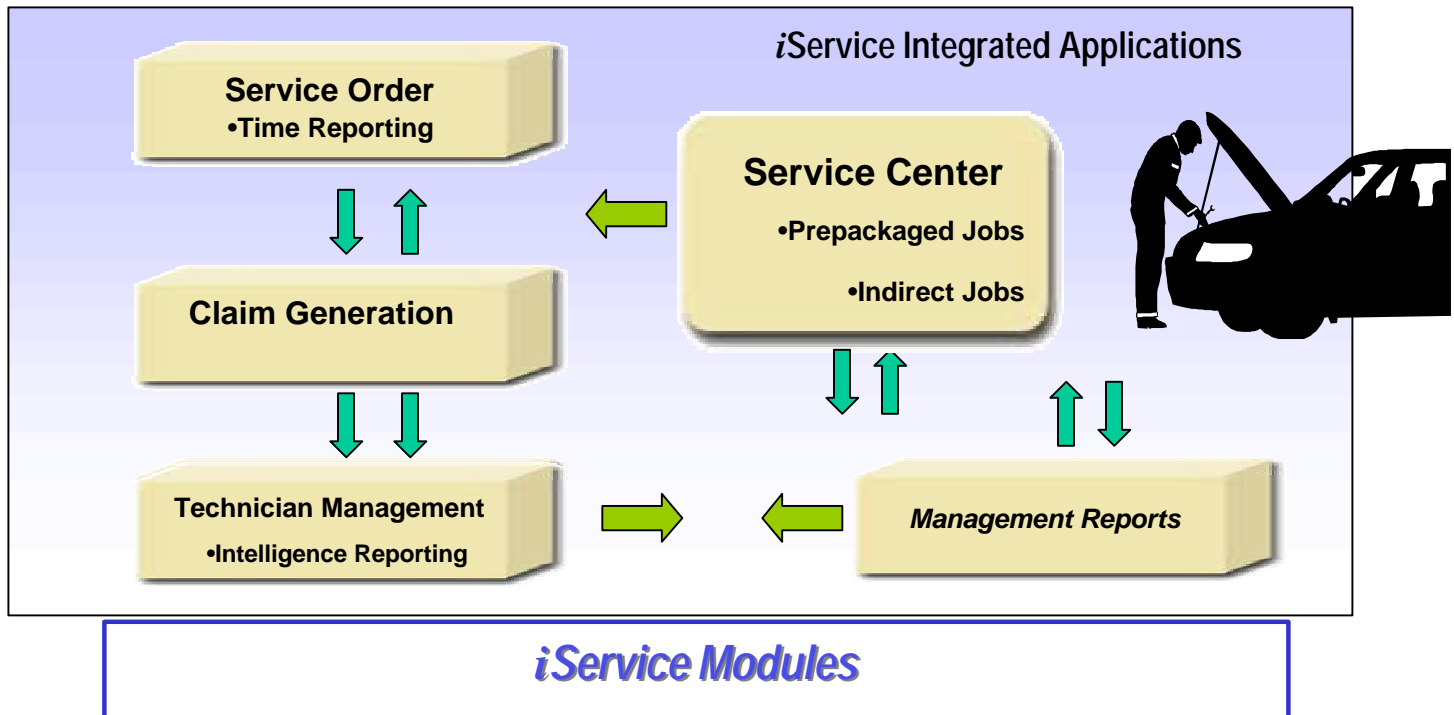 iService Integrated Applications
Service Order
•Time Reporting
Service Center
•Prepackaged Jobs
•Indirect Jobs
Claim Generation
Technician Management
•Intelligence Reporting
Management Reports
iService Modules